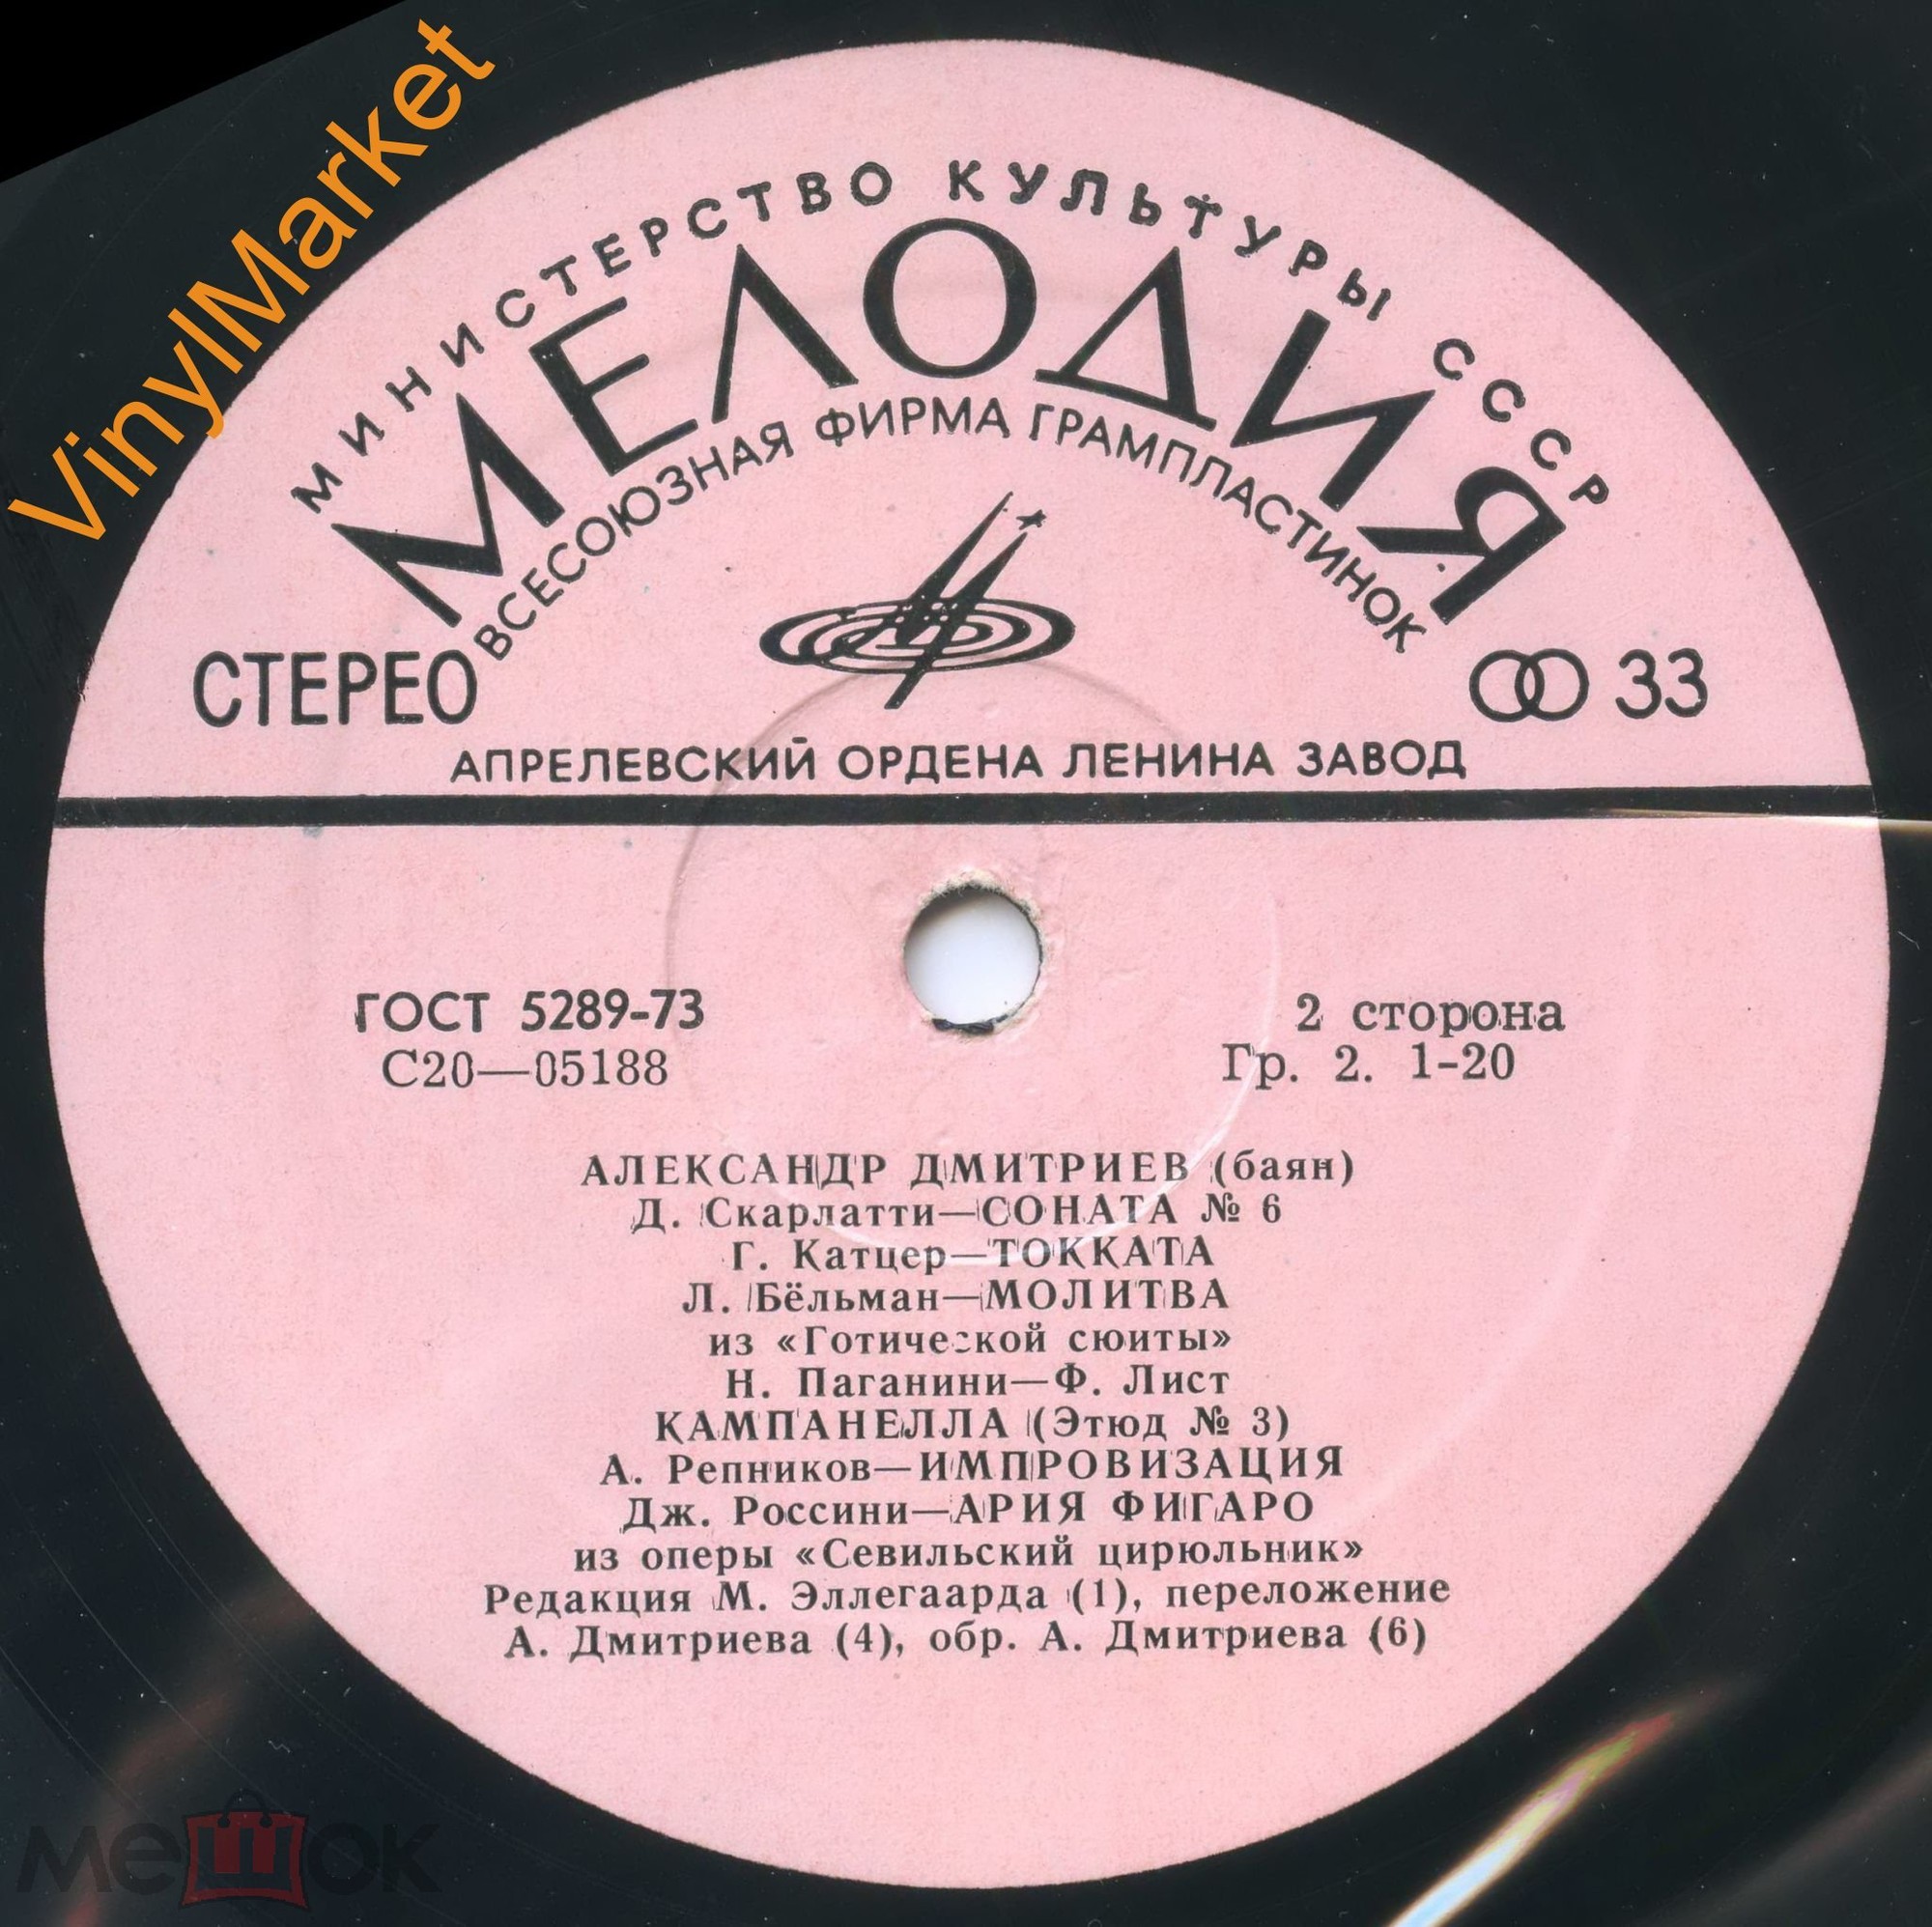 VinylMarket
МИНИСТЕРСТВО КУЛЬТУРЫ СССР
МЕЛОДИЯ
ВСЕСОЮЗНАЯ ФИРМА ГРАМПЛАСТИНОК
СТЕРЕО
33
АПРЕЛЕВСКИЙ ОРДЕНА ЛЕНИНА ЗАВОД
ГОСТ 5289-73
2 сторона
С20—05188
Гр. 2. 1-20
АЛЕКСАНДР ДМИТРИЕВ (баян)
Д. Скарлатти—СОНАТА № 6
Г. Катцер—ТОККАТА
Л. Бёльман—МОЛИТВА
из «Готической сюиты»
Н. Паганини—Ф. Лист
КАМПАНЕЛЛА (Этюд № 3)
А. Репников—ИМПРОВИЗАЦИЯ
Дж. Россини—АРИЯ ФИГАРО
из оперы «Севильский цирюльник»
Редакция М. Эллегаарда (1), переложение
А. Дмитриева (4), обр. А. Дмитриева (6)
мешок